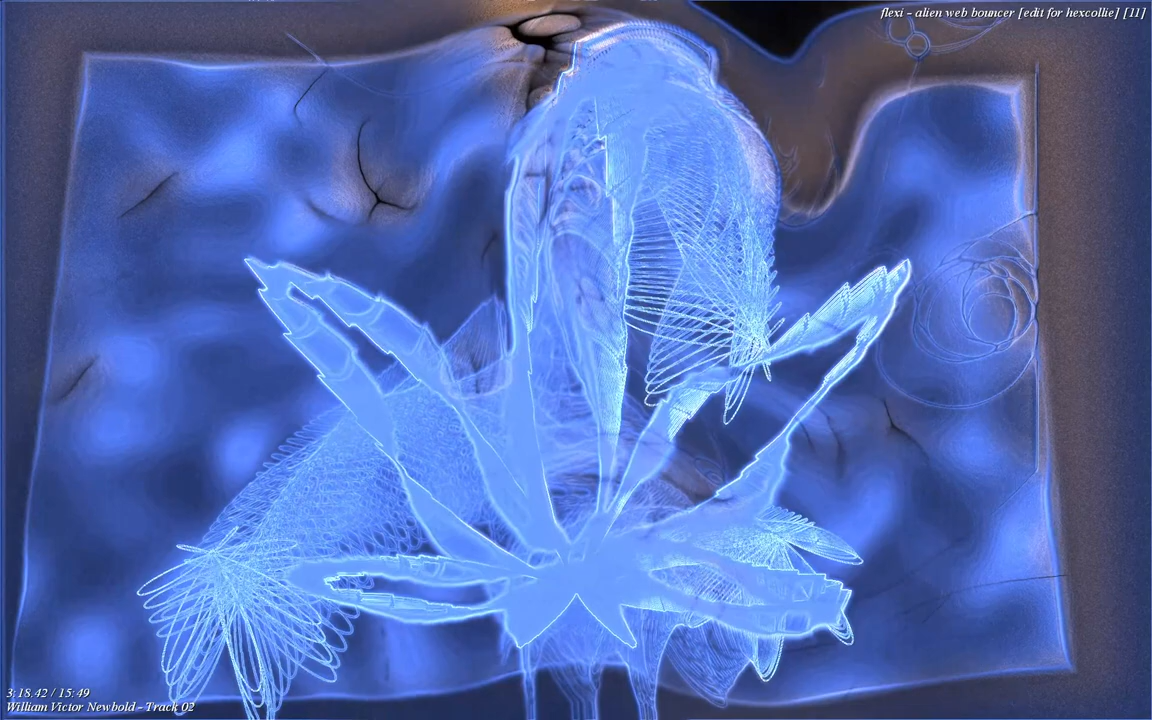 flexi - alien web bouncer [edit for hexcollie] [11]
3:18.42 / 15:49
William Victor Newbold - Track 02